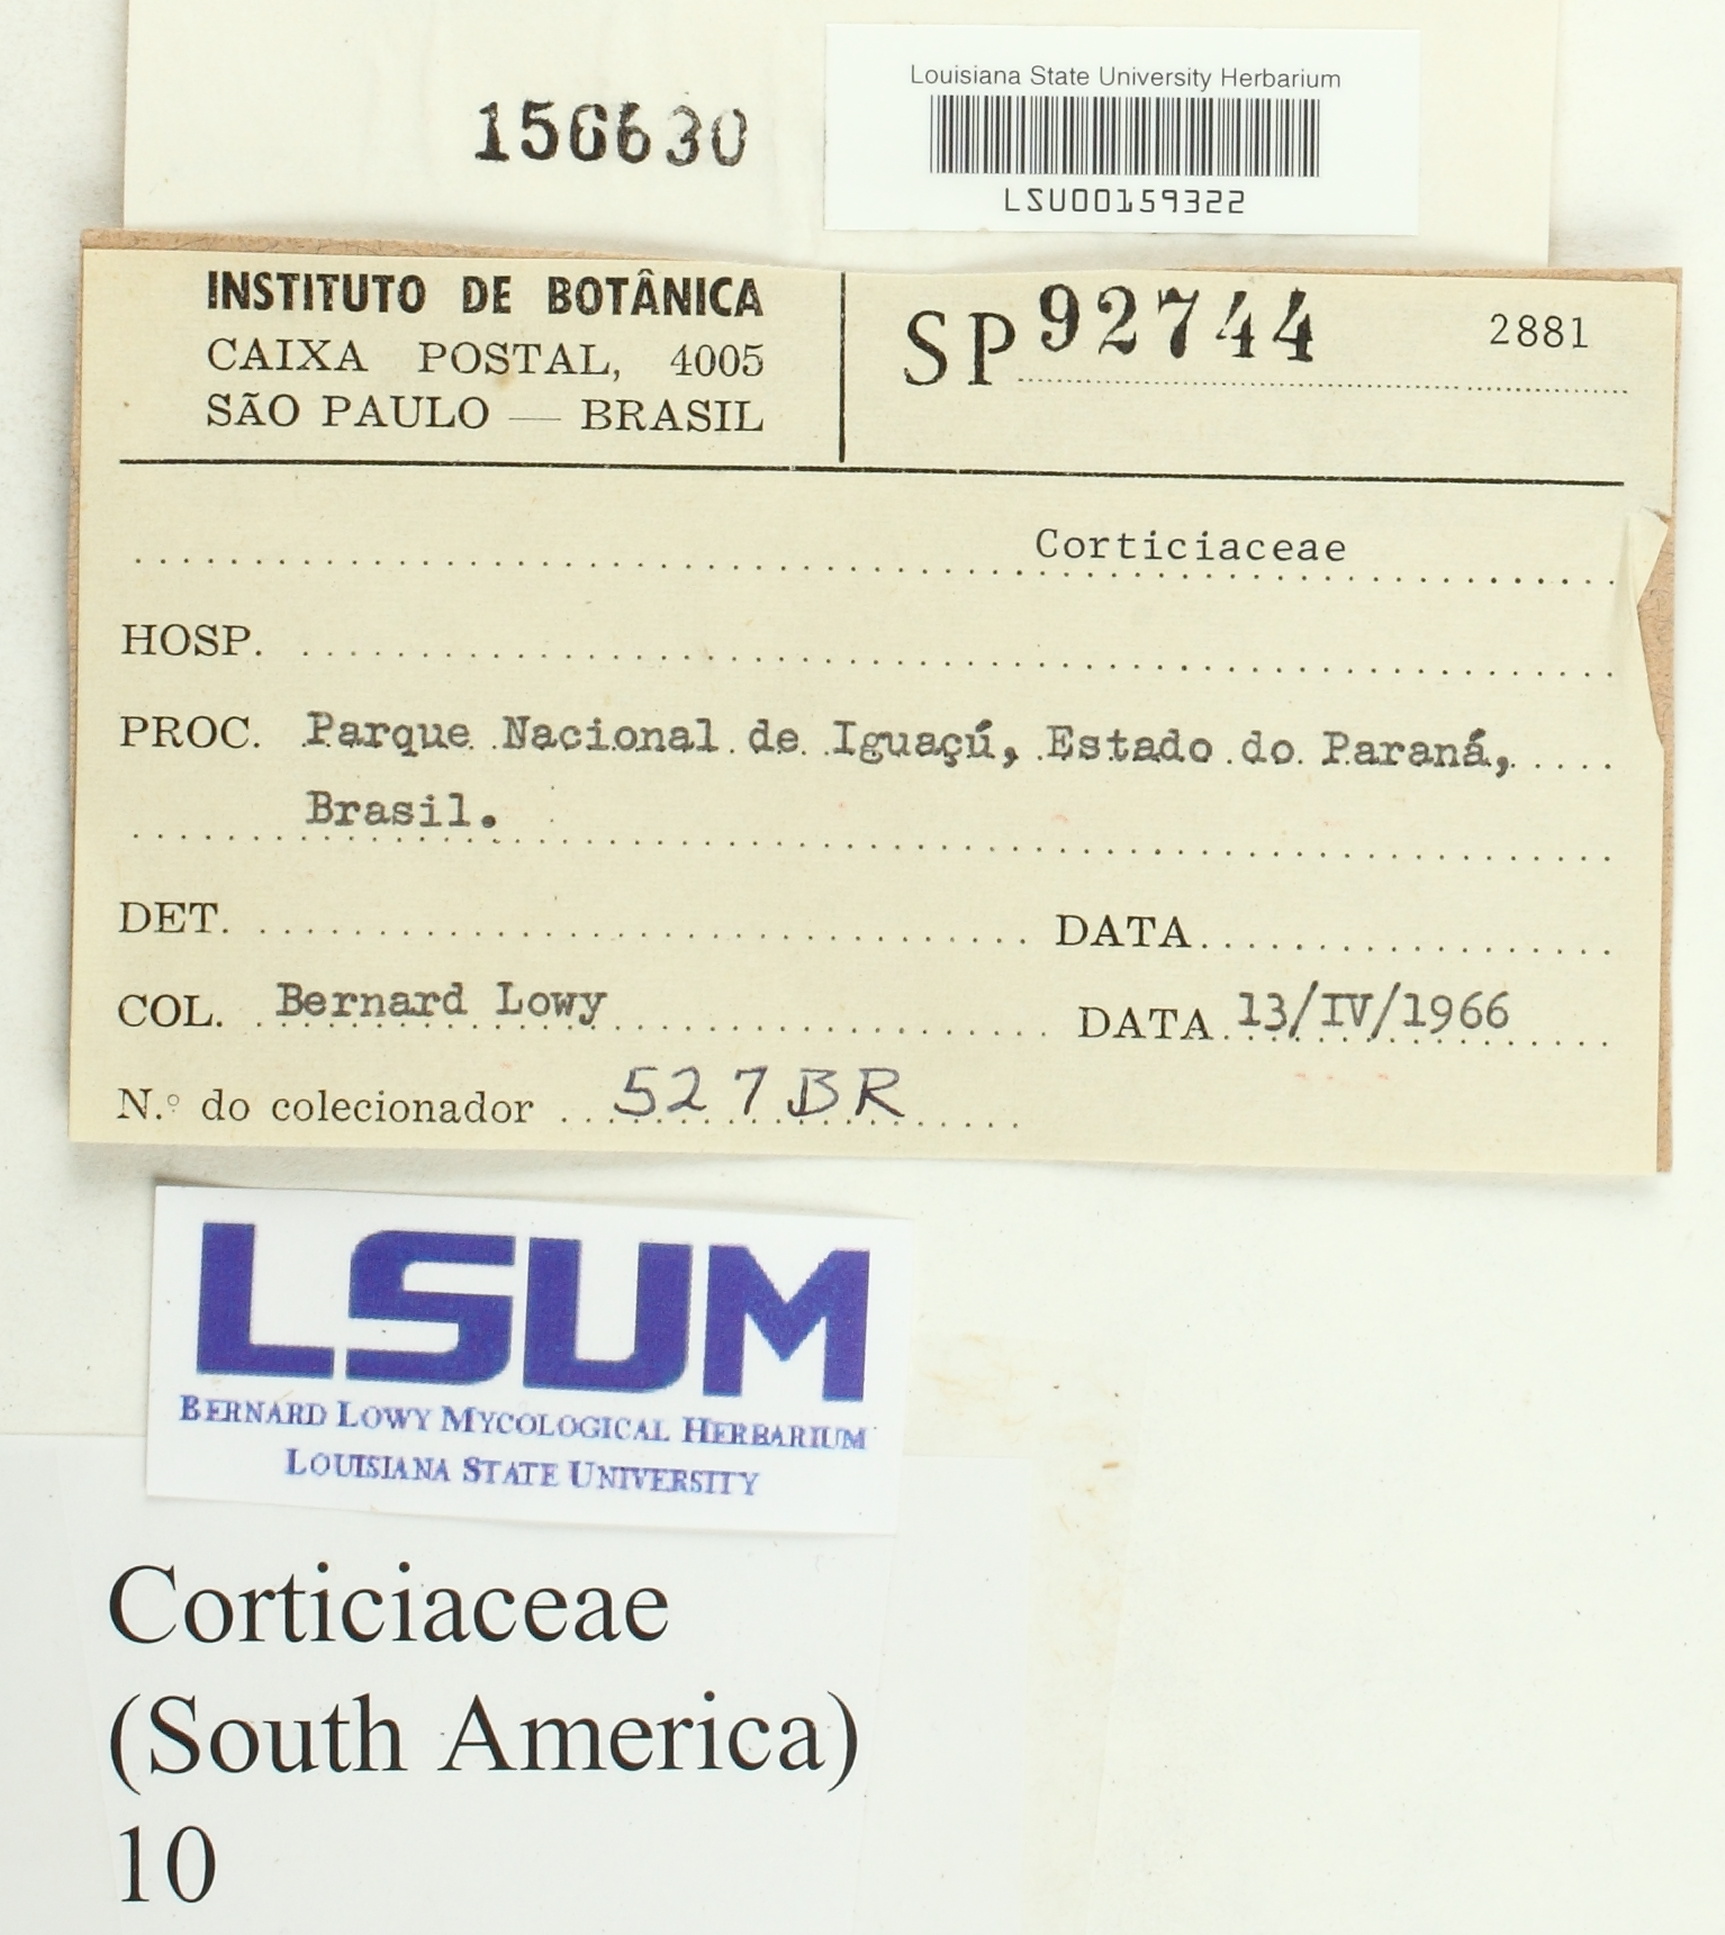 156630
Louisiana State University Herbarium
LSU00159322
INSTITUTO DE BOTÂNICA
CAIXA POSTAL, 4005
SÃO PAULO — BRASIL
SP 92744 2881
Corticiaceae
HOSP.
PROC. Parque Nacional de Iguaçú, Estado do Paraná,
Brasil.
DET. DATA
COL. Bernard Lowy DATA 13/IV/1966
N.º do colecionador 527BR
LSUM
BERNARD LOWY MYCOLOGICAL HERBARIUM
LOUISIANA STATE UNIVERSITY
Corticiaceae
(South America)
10